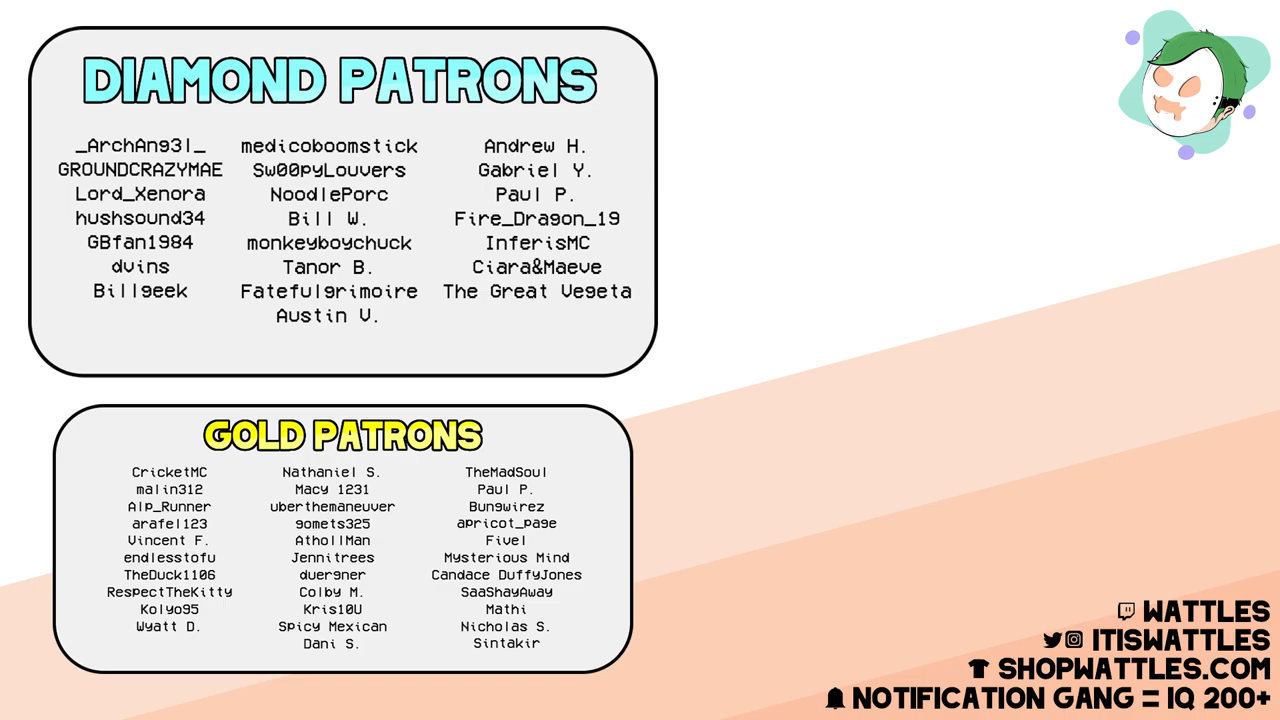 DIAMOND PATRONS
_ArchAng3l_
GROUNDCRAZYMAE
Lord_Xenora
hushsound34
GBfan1984
dvins
Billgeek
medicoboomstick
Sw00pyLouvers
NoodlePorc
Bill W.
monkeyboychuck
Tanor B.
Fatefulgrimoire
Austin V.
Andrew H.
Gabriel Y.
Paul P.
Fire_Dragon_19
InferisMC
Ciara&Maeve
The Great Vegeta
GOLD PATRONS
CricketMC
malin312
Alp_Runner
arafel123
Vincent F.
endlesstofu
TheDuck1106
RespectTheKitty
Kolyo95
Wyatt D.
Nathaniel S.
Macy 1231
uberthemaneuver
gomets325
AthollMan
Jennitrees
duergner
Colby M.
Kris10U
Spicy Mexican
Dani S.
TheMadSoul
Paul P.
Bungwirez
apricot_page
Fivel
Mysterious Mind
Candace DuffyJones
SaaShayAway
Mathi
Nicholas S.
Sintakir
WATTLES
ITISWATTLES
SHOPWATTLES.COM
NOTIFICATION GANG = IQ 200+